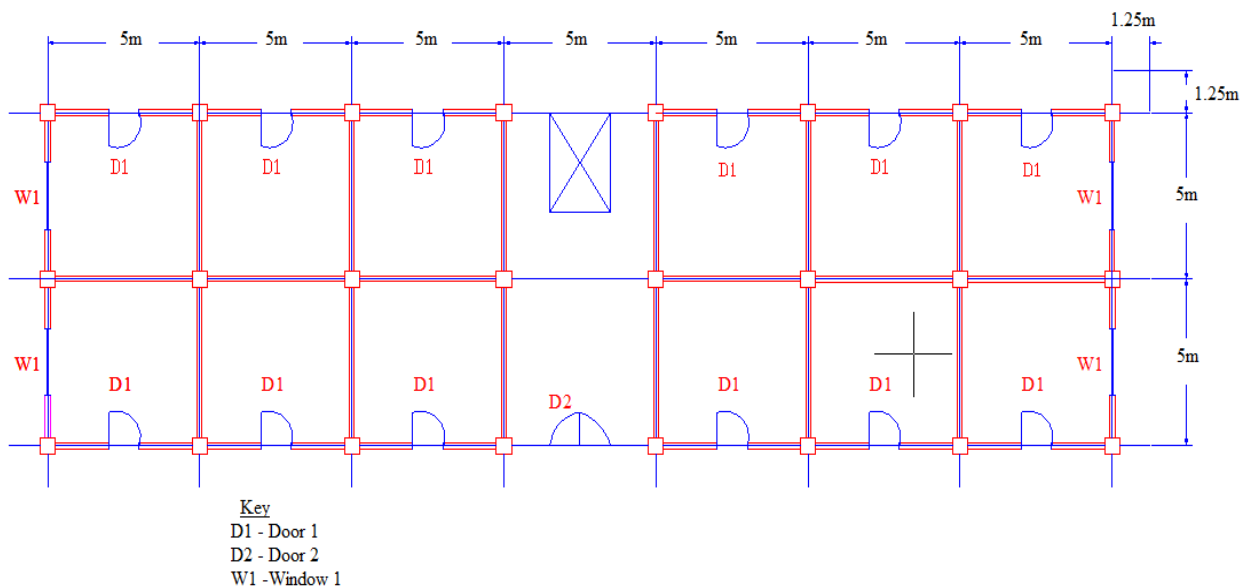 1.25m
5m 5m 5m 5m 5m 5m 5m
1.25m
D1 D1 D1 D1 D1 D1
W1 W1
5m
W1 W1
5m
D1 D1 D1 D2 D1 D1 D1
Key
D1 - Door 1
D2 - Door 2
W1 -Window 1